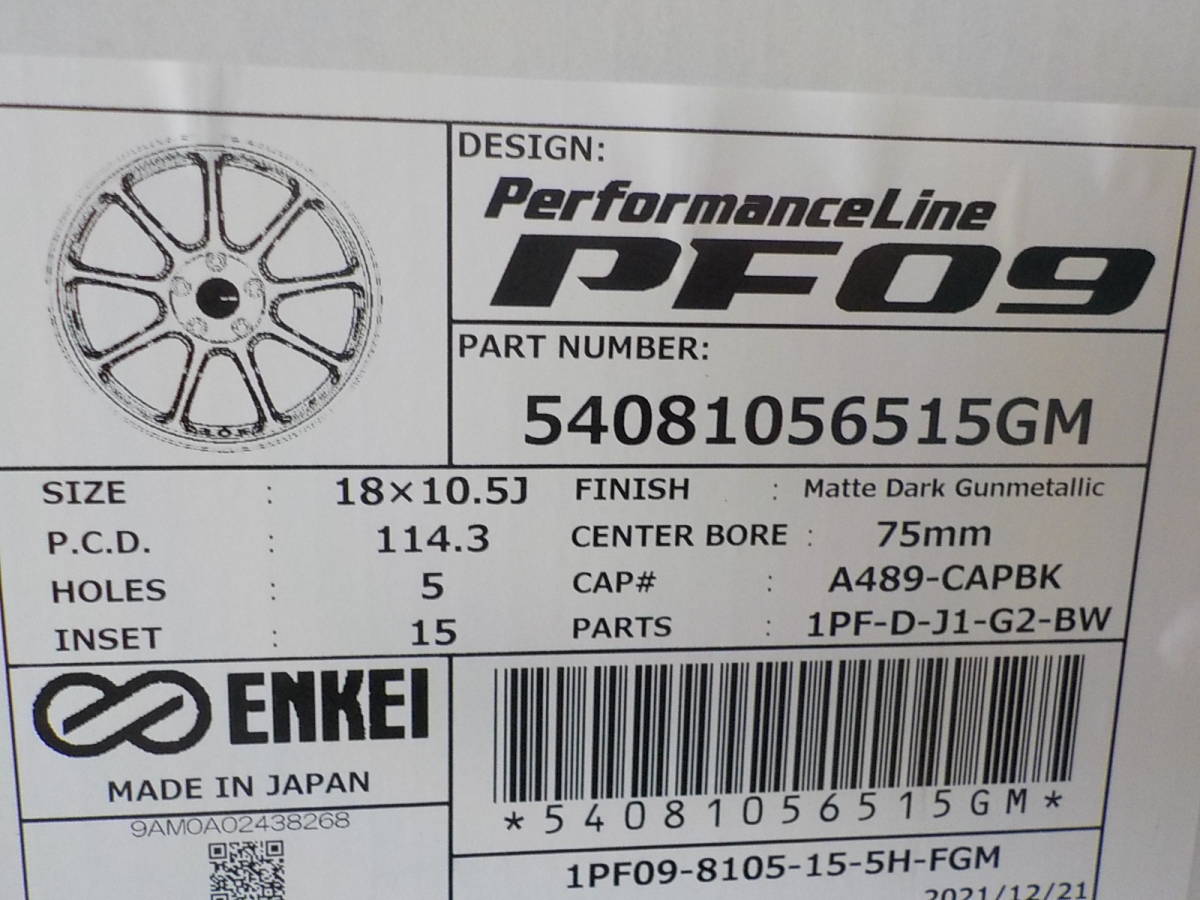 DESIGN:
PerformanceLine
PF09
PART NUMBER:
54081056515GM
SIZE : 18×10.5J
P.C.D. : 114.3
HOLES : 5
INSET : 15
FINISH : Matte Dark Gunmetallic
CENTER BORE : 75mm
CAP# : A489-CAPBK
PARTS : 1PF-D-J1-G2-BW
ENKEI
MADE IN JAPAN
9AM0A02438268
*54081056515GM*
1PF09-8105-15-5H-FGM
2021/12/21